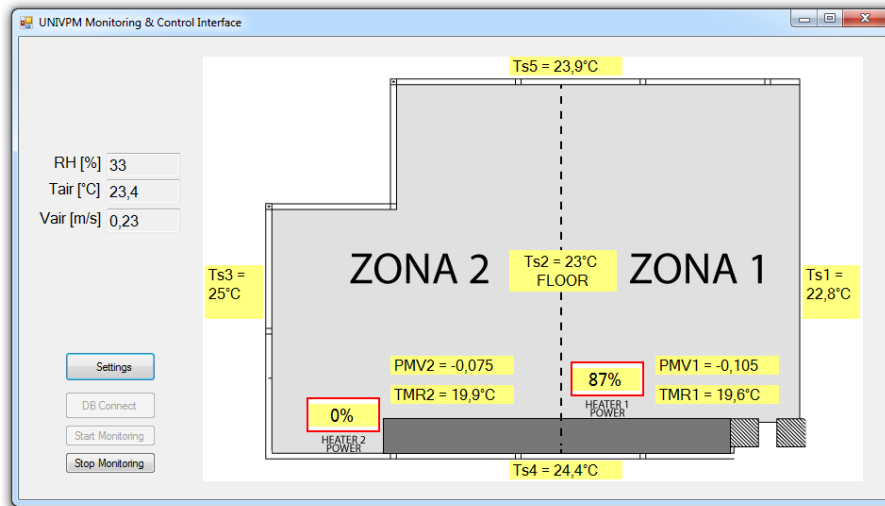 UNIVPM Monitoring & Control Interface
Ts5 = 23,9°C
RH [%] 33
Tair [°C] 23,4
Vair [m/s] 0,23
Ts3 =
25°C
ZONA 2
Ts2 = 23°C
FLOOR
ZONA 1
Ts1 =
22,8°C
PMV2 = -0,075
TMR2 = 19,9°C
87%
HEATER 1
POWER
PMV1 = -0,105
TMR1 = 19,6°C
0%
HEATER 2
POWER
Ts4 = 24,4°C
Settings
DB Connect
Start Monitoring
Stop Monitoring